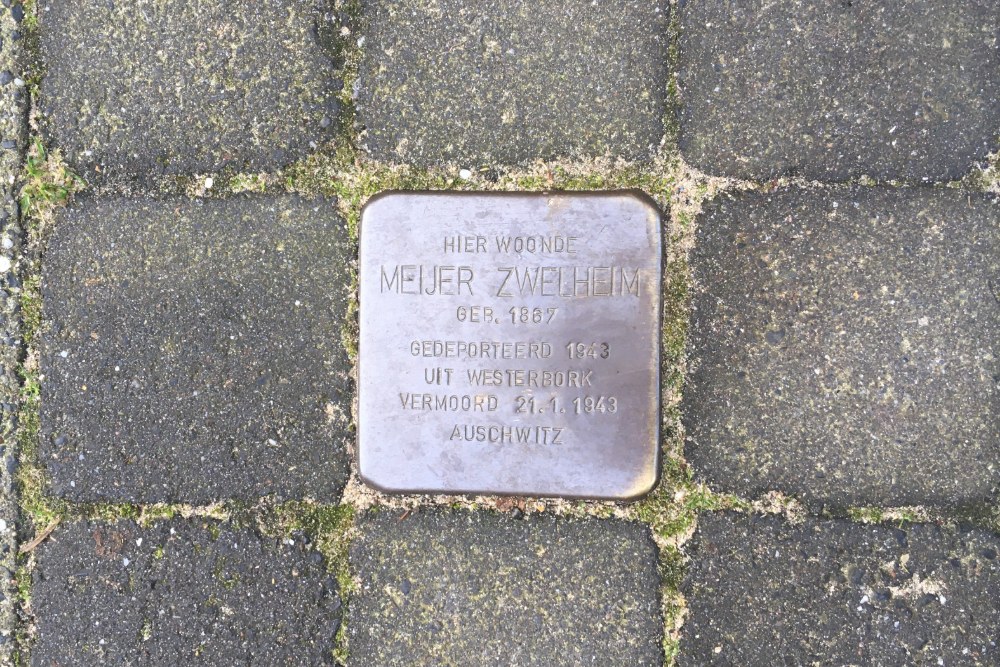 HIER WOONDE
MEIJER ZWELHEIM
GEB. 1867
GEDEPORTEERD 1943
UIT WESTERBORK
VERMOORD 21.1.1943
AUSCHWITZ